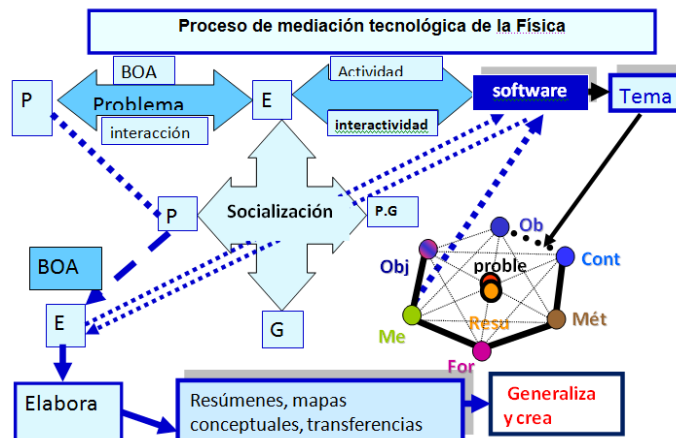 Proceso de mediación tecnológica de la Física
BOA
Actividad
P
Problema
E
software
Tema
interacción
interactividad
P
Socialización
P.G
Ob
BOA
Obj
proble
Cont
E
G
Me
Resu
Mét
For
Elabora
Resúmenes, mapas
conceptuales, transferencias
Generaliza
y crea